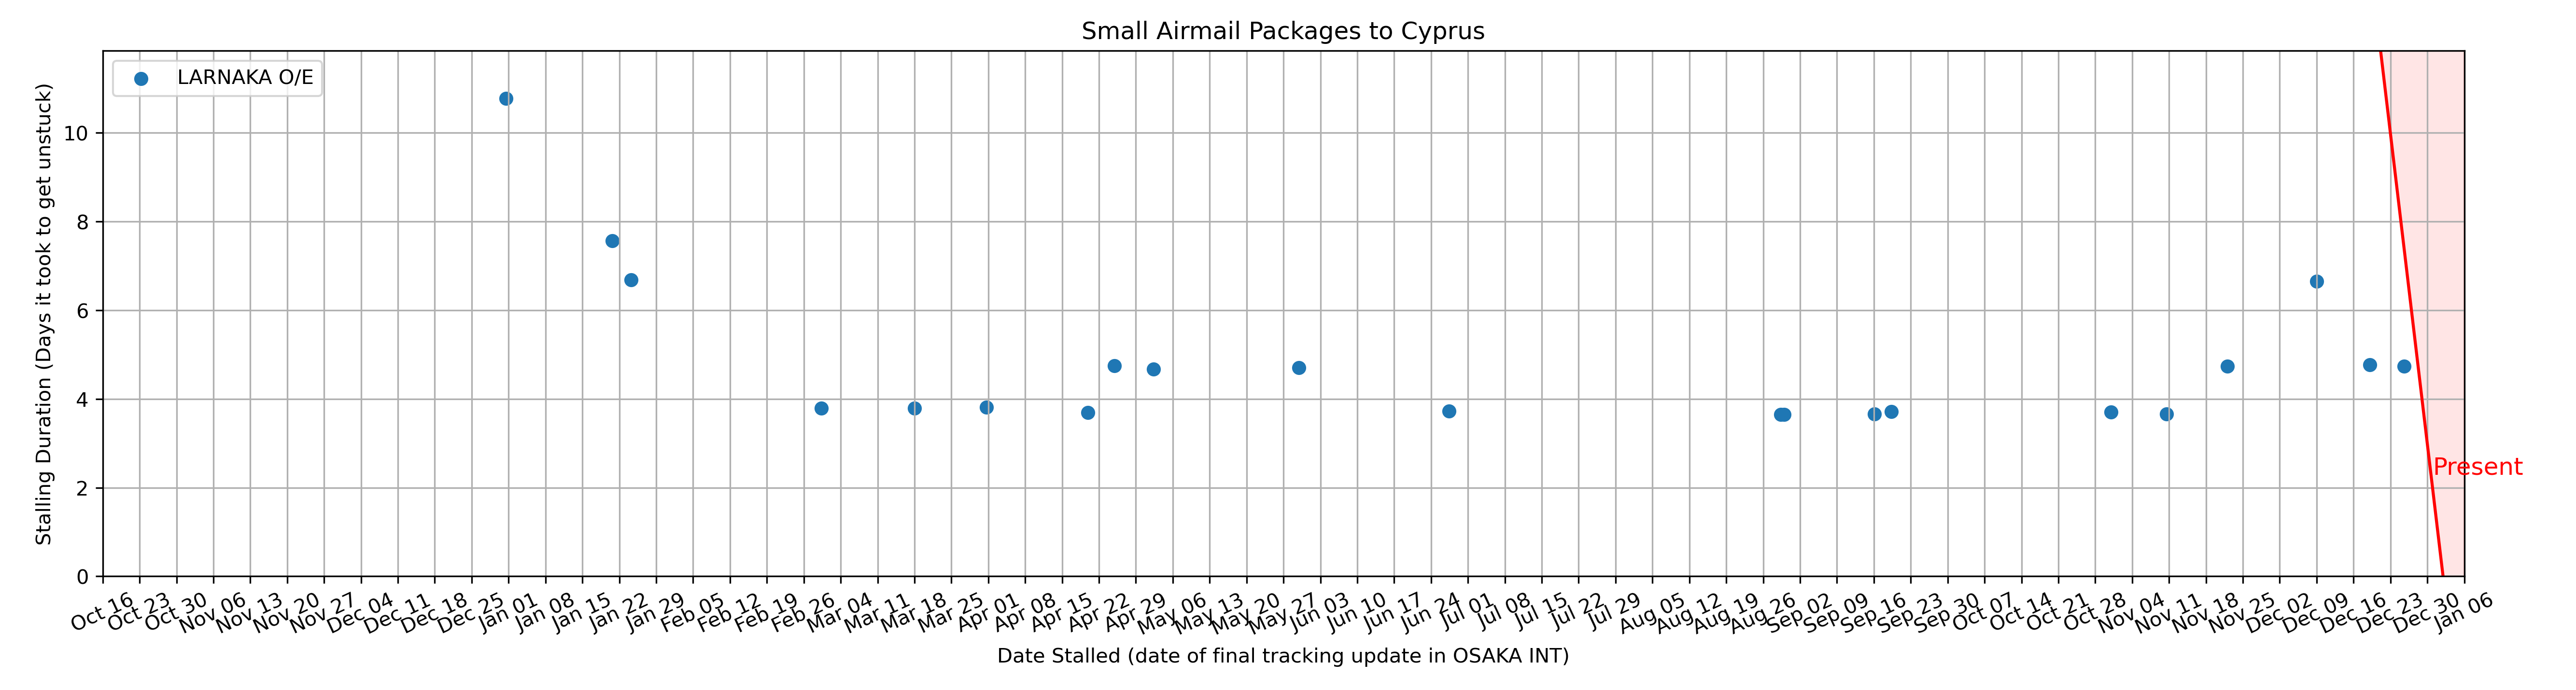 Small Airmail Packages to Cyprus
LARNAKA O/E
Stalling Duration (Days it took to get unstuck)
10
8
6
4
2
0
Present
Oct 16 Oct 23 Oct 30 Nov 06 Nov 13 Nov 20 Nov 27 Dec 04 Dec 11 Dec 18 Dec 25 Jan 01 Jan 08 Jan 15 Jan 22 Jan 29 Feb 05 Feb 12 Feb 19 Feb 26 Mar 04 Mar 11 Mar 18 Mar 25 Apr 01 Apr 08 Apr 15 Apr 22 Apr 29 May 06 May 13 May 20 May 27 Jun 03 Jun 10 Jun 17 Jun 24 Jul 01 Jul 08 Jul 15 Jul 22 Jul 29 Aug 05 Aug 12 Aug 19 Aug 26 Sep 02 Sep 09 Sep 16 Sep 23 Sep 30 Oct 07 Oct 14 Oct 21 Oct 28 Nov 04 Nov 11 Nov 18 Nov 25 Dec 02 Dec 09 Dec 16 Dec 23 Dec 30 Jan 06
Date Stalled (date of final tracking update in OSAKA INT)